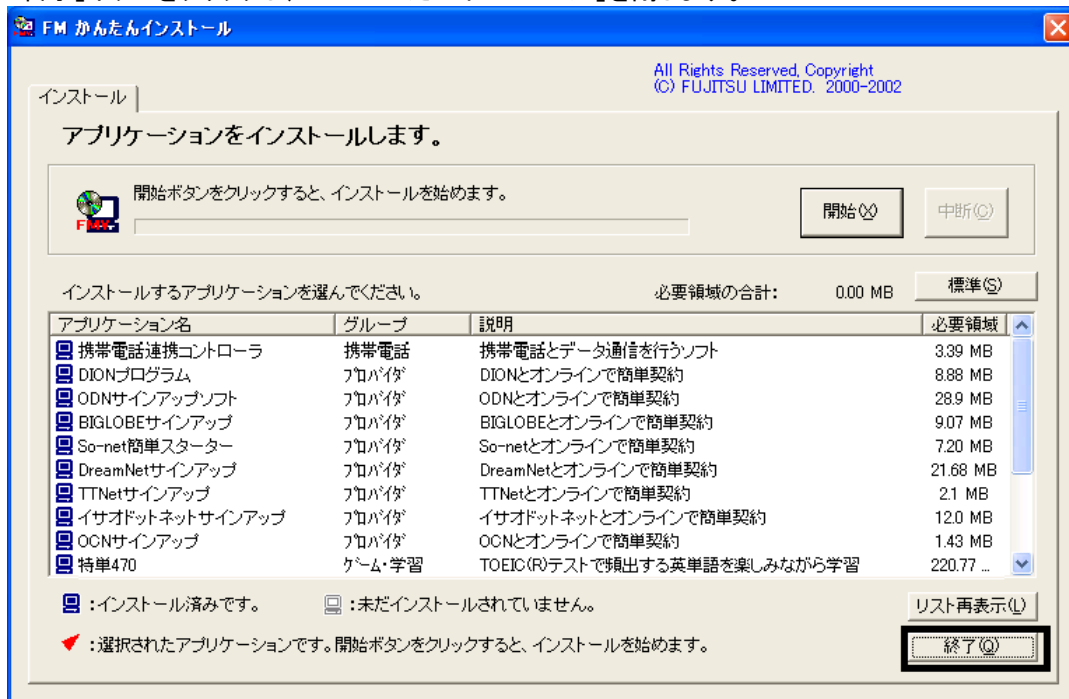 FM かんたんインストール
All Rights Reserved, Copyright
(C) FUJITSU LIMITED. 2000-2002
インストール
アプリケーションをインストールします。
開始ボタンをクリックすると、インストールを始めます。
FMV
開始(X)
中断(C)
インストールするアプリケーションを選んでください。
必要領域の合計: 0.00 MB
標準(S)
アプリケーション名 グループ 説明 必要領域
携帯電話連携コントローラ 携帯電話 携帯電話とデータ通信を行うソフト 3.39 MB
DIONプログラム プロバイダ DIONとオンラインで簡単契約 8.88 MB
ODNサインアップソフト プロバイダ ODNとオンラインで簡単契約 28.9 MB
BIGLOBEサインアップ プロバイダ BIGLOBEとオンラインで簡単契約 9.07 MB
So-net簡単スターター プロバイダ So-netとオンラインで簡単契約 7.20 MB
DreamNetサインアップ プロバイダ DreamNetとオンラインで簡単契約 21.68 MB
TTNetサインアップ プロバイダ TTNetとオンラインで簡単契約 2.1 MB
イサオドットネットサインアップ プロバイダ イサオドットネットとオンラインで簡単契約 12.0 MB
OCNサインアップ プロバイダ OCNとオンラインで簡単契約 1.43 MB
特単470 ゲーム・学習 TOEIC(R)テストで頻出する英単語を楽しみながら学習 220.77 ...
:インストール済みです。 :未だインストールされていません。
リスト再表示(L)
:選択されたアプリケーションです。開始ボタンをクリックすると、インストールを始めます。
終了(Q)